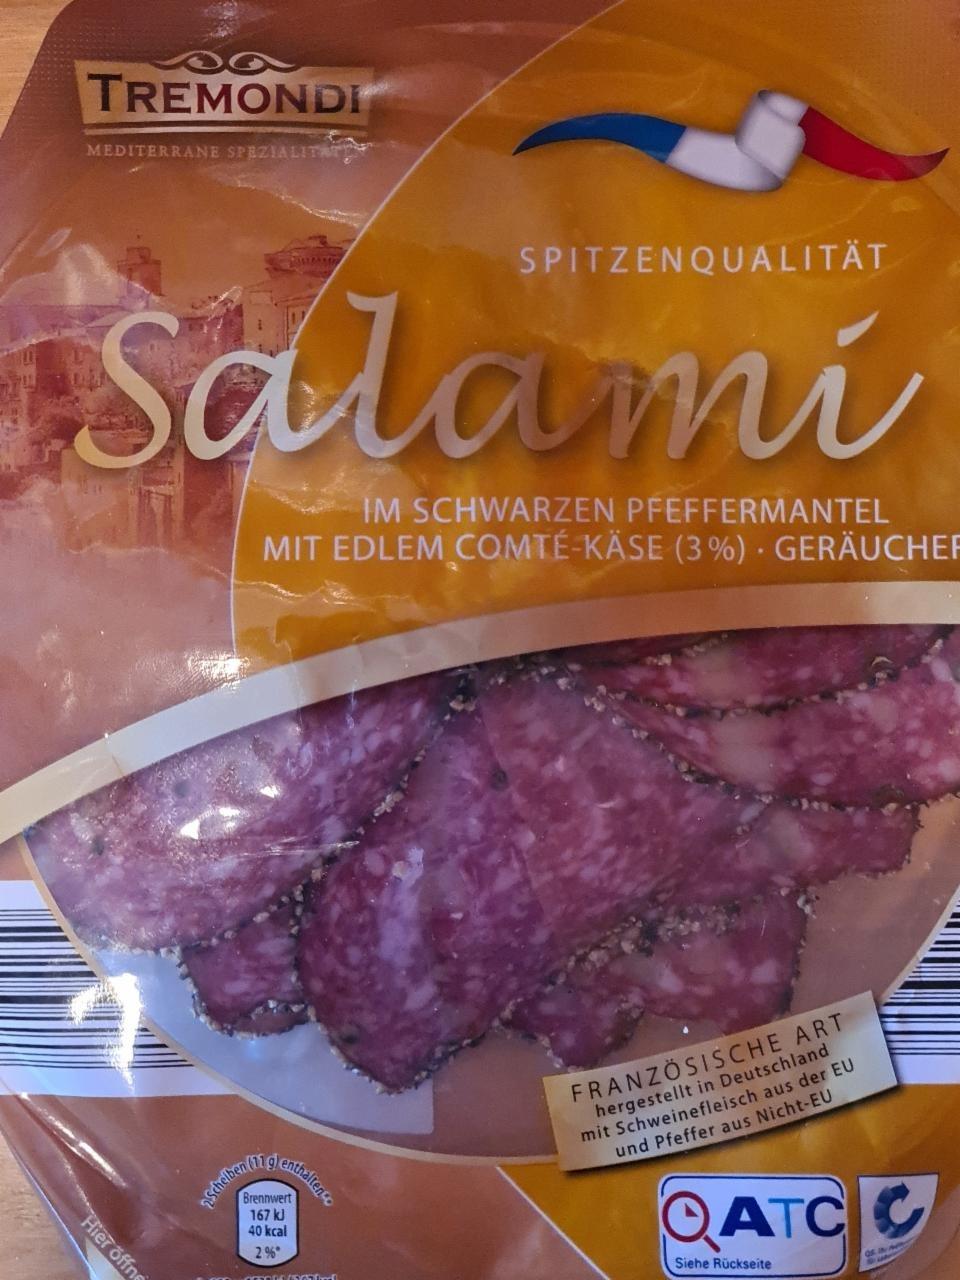 TREMONDI
MEDITERRANE SPEZIALITÄTEN
SPITZENQUALITÄT
Salami
IM SCHWARZEN PFEFFERMANTEL
MIT EDLEM COMTÉ-KÄSE (3%) · GERÄUCHER
FRANZÖSISCHE ART
hergestellt in Deutschland
mit Schweinefleisch aus der EU
und Pfeffer aus Nicht-EU
2 Scheiben (11 g) enthalten**
Brennwert
167 kJ
40 kcal
2%*
Hier öffne
ATC
Siehe Rückseite